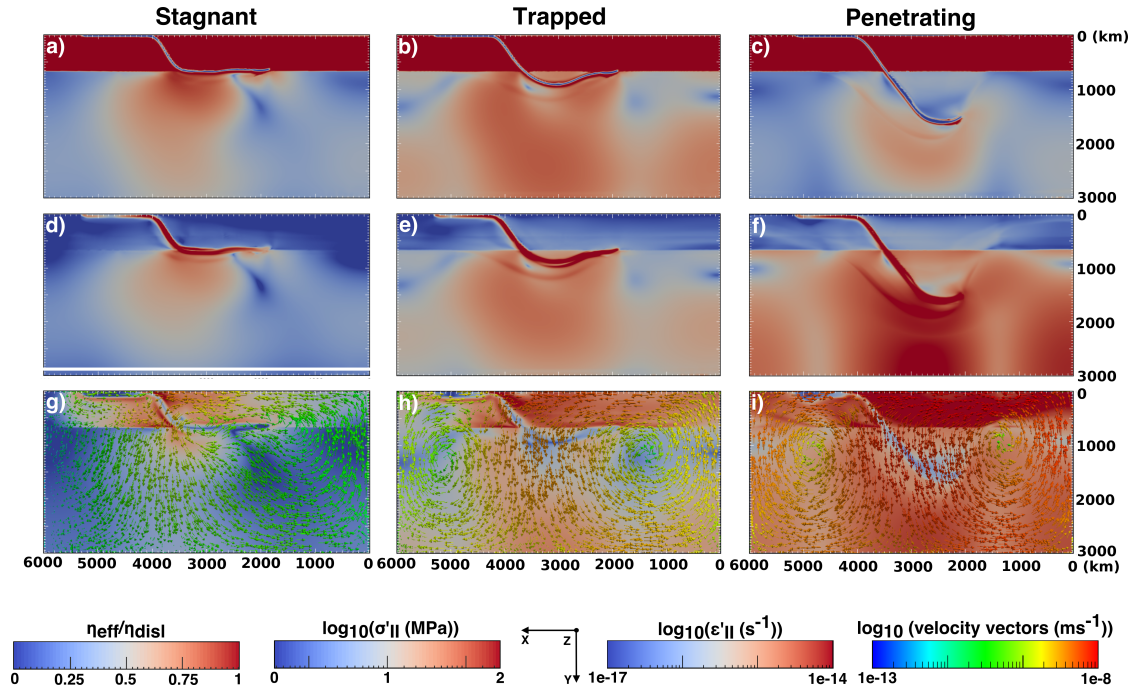 Stagnant Trapped Penetrating
a) b) c) 0 (km)
1000
2000
3000
d) e) f) 0
1000
2000
3000
g) h) i) 0
1000
2000
3000
6000 5000 4000 3000 2000 1000 0 6000 5000 4000 3000 2000 1000 0 6000 5000 4000 3000 2000 1000 0 (km)
ηeff/ηdisl
0 0.25 0.5 0.75 1
log10(σ'II (MPa))
0 1 2
X Z Y
log10(ε'II (s-1))
1e-17 1e-14
log10 (velocity vectors (ms-1))
1e-13 1e-8